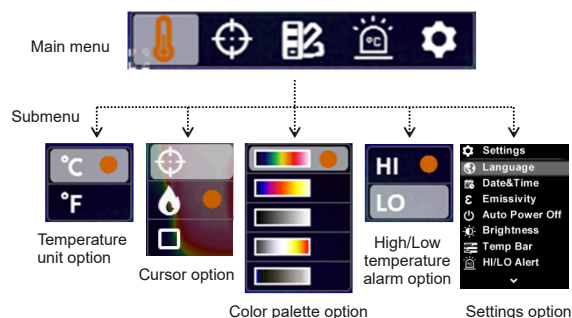 Main menu
°C
Submenu
°C
°F
HI
LO
Settings
Language
Date&Time
ε Emissivity
Auto Power Off
Brightness
Temp Bar
HI/LO Alert
Temperature
unit option
Cursor option
Color palette option
High/Low
temperature
alarm option
Settings option